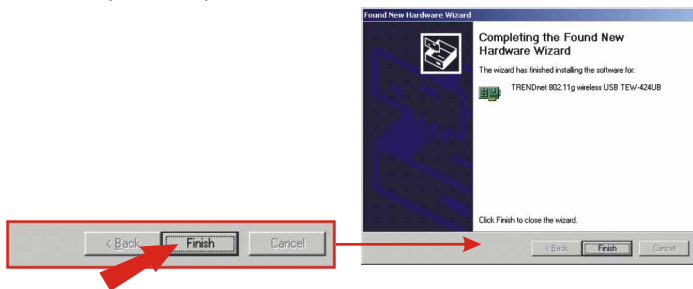 Found New Hardware Wizard
Completing the Found New
Hardware Wizard
The wizard has finished installing the software for:
TRENDnet 802.11g wireless USB TEW-424UB
Click Finish to close the wizard.
< Back Finish Cancel
< Back Finish Cancel